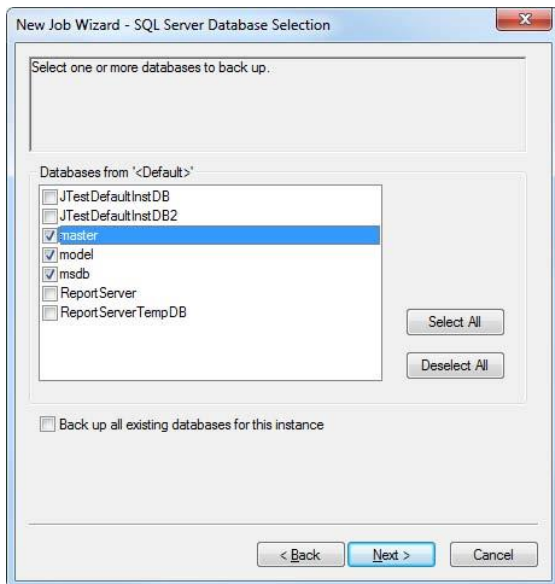 New Job Wizard - SQL Server Database Selection
Select one or more databases to back up.
Databases from '<Default>'
JTestDefaultInstDB
JTestDefaultInstDB2
master
model
msdb
ReportServer
ReportServerTempDB
Select All
Deselect All
Back up all existing databases for this instance
< Back
Next >
Cancel